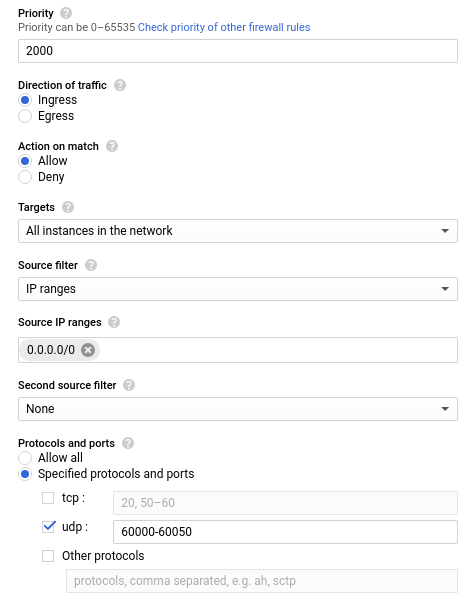 Priority ?
Priority can be 0–65535 Check priority of other firewall rules
2000
Direction of traffic ?
Ingress
Egress
Action on match ?
Allow
Deny
Targets ?
All instances in the network
Source filter ?
IP ranges
Source IP ranges ?
0.0.0.0/0
Second source filter ?
None
Protocols and ports ?
Allow all
Specified protocols and ports
tcp : 20, 50–60
udp : 60000-60050
Other protocols
protocols, comma separated, e.g. ah, sctp